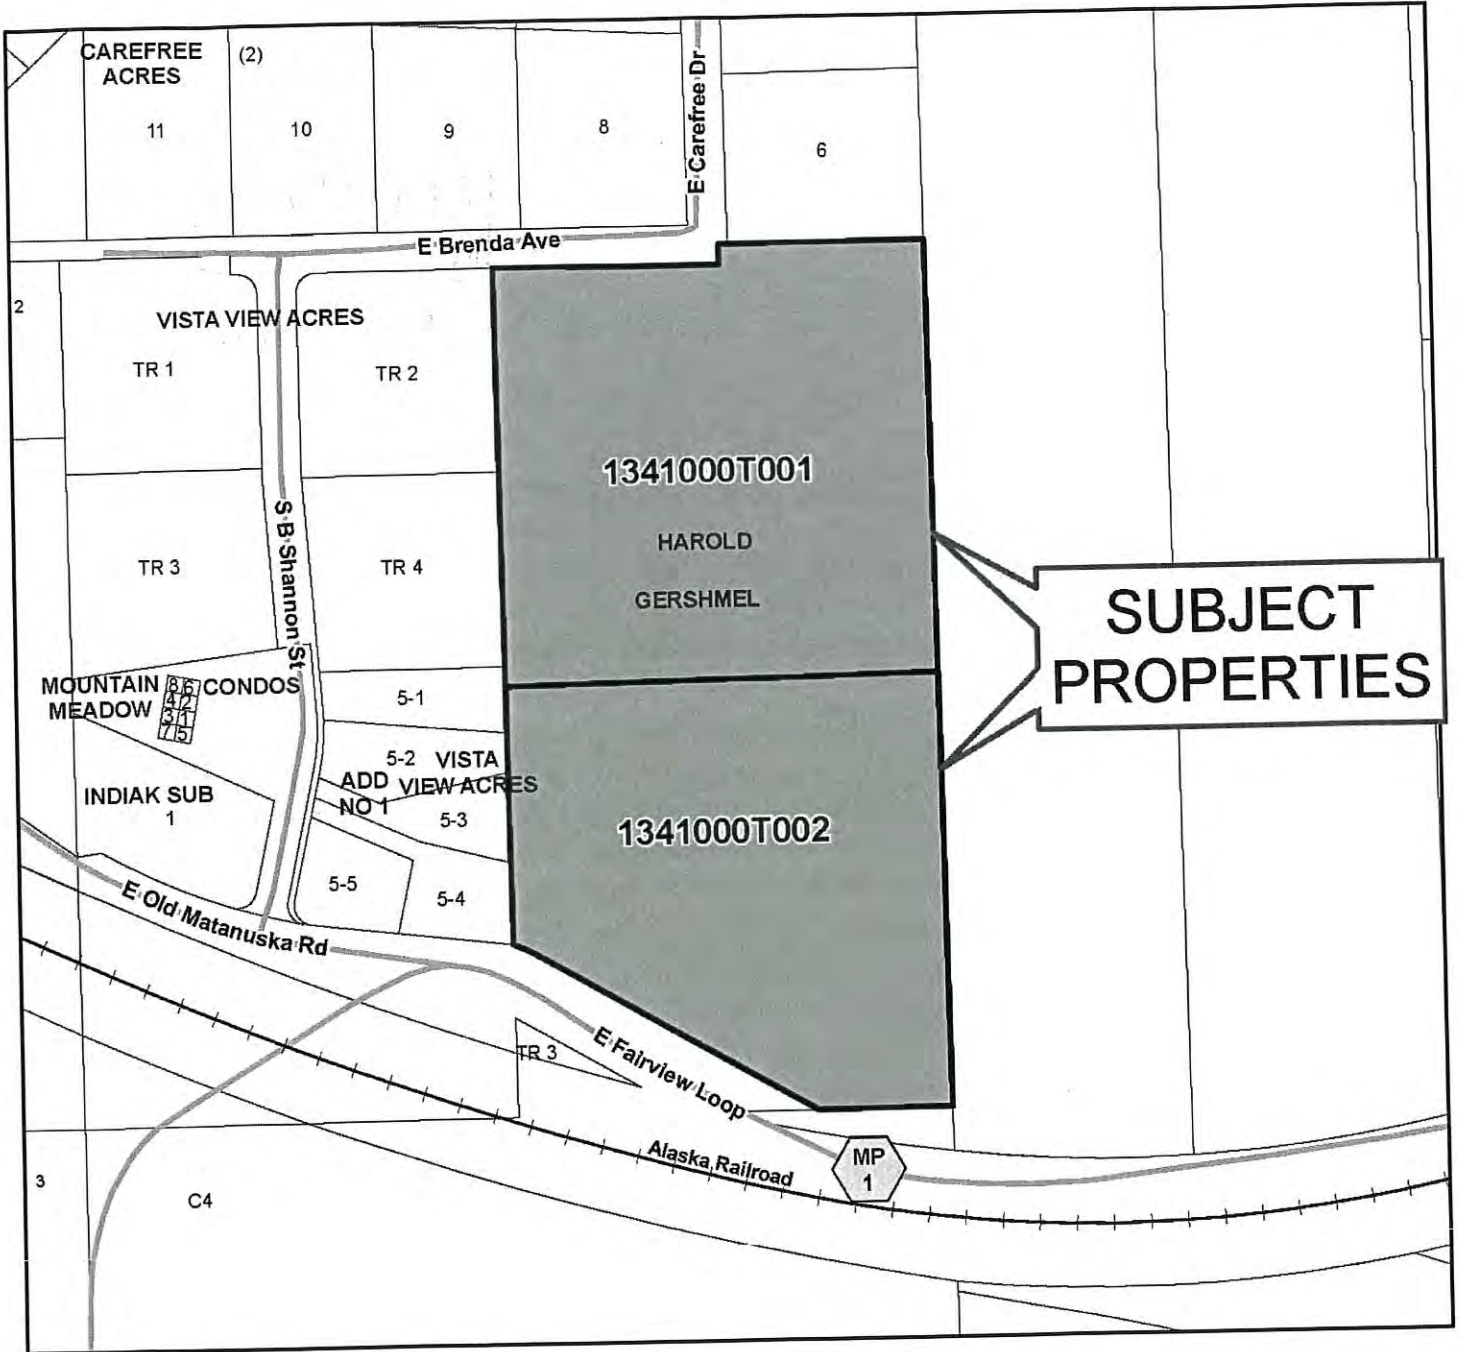 CAREFREE
ACRES
(2)
11
10
9
8
E Carefree Dr
6
E Brenda Ave
2
VISTA VIEW ACRES
TR 1
TR 2
1341000T001
HAROLD
GERSHMEL
S B Shannon St
TR 3
TR 4
SUBJECT
PROPERTIES
MOUNTAIN
MEADOW
CONDOS
8 6
4 2
3 1
7 5
5-1
5-2
VISTA
VIEW ACRES
ADD
NO 1
INDIAK SUB
1
5-3
1341000T002
5-5
5-4
E Old Matanuska Rd
TR 3
E Fairview Loop
Alaska Railroad
MP
1
3
C4